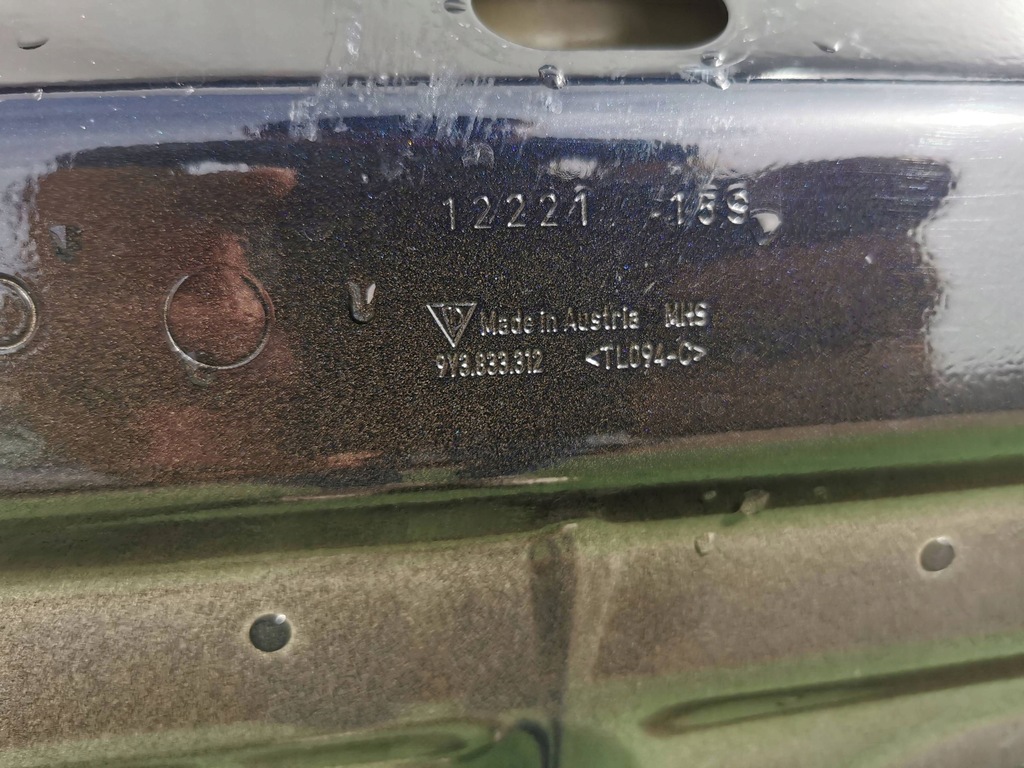 12221 -159
Made in Austria MHS
9Y3.833.312 <TL094-C>